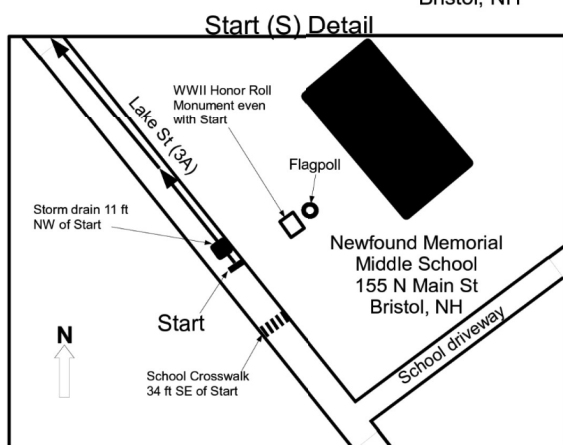 Bristol, NH
Start (S) Detail
WWII Honor Roll
Monument even
with Start
Lake St (3A)
Flagpoll
Storm drain 11 ft
NW of Start
Newfound Memorial
Middle School
155 N Main St
Bristol, NH
Start
N
School driveway
School Crosswalk
34 ft SE of Start